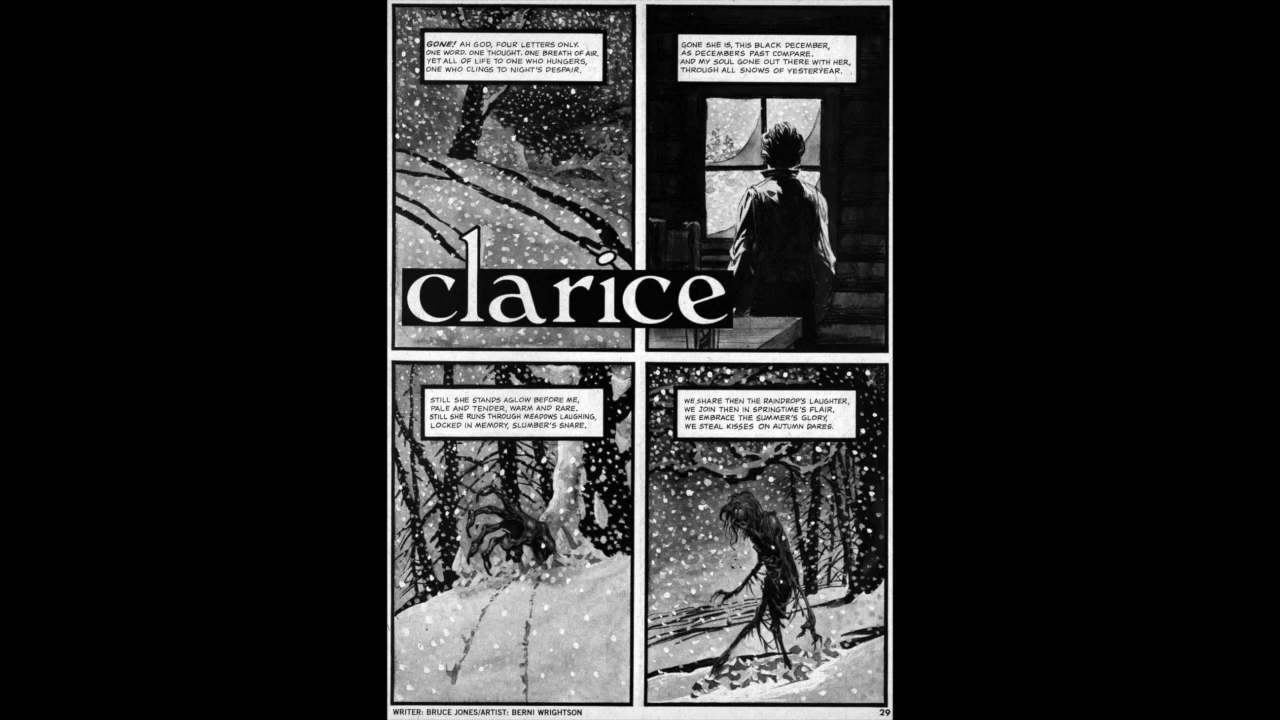 GONE! AH GOD, FOUR LETTERS ONLY.
ONE WORD. ONE THOUGHT. ONE BREATH OF AIR.
YET ALL OF LIFE TO ONE WHO HUNGERS,
ONE WHO CLINGS TO NIGHT'S DESPAIR.
GONE SHE IS, THIS BLACK DECEMBER,
AS DECEMBERS PAST COMPARE.
AND MY SOUL GONE OUT THERE WITH HER,
THROUGH ALL SNOWS OF YESTERYEAR.
clarice
STILL SHE STANDS AGLOW BEFORE ME,
PALE AND TENDER, WARM AND RARE.
STILL SHE RUNS THROUGH MEADOWS LAUGHING,
LOCKED IN MEMORY, SLUMBER'S SNARE.
WE SHARE THEN THE RAINDROP'S LAUGHTER,
WE JOIN THEN IN SPRINGTIME'S FLAIR.
WE EMBRACE THE SUMMER'S GLORY,
WE STEAL KISSES ON AUTUMN DARES.
WRITER: BRUCE JONES/ARTIST: BERNI WRIGHTSON
29